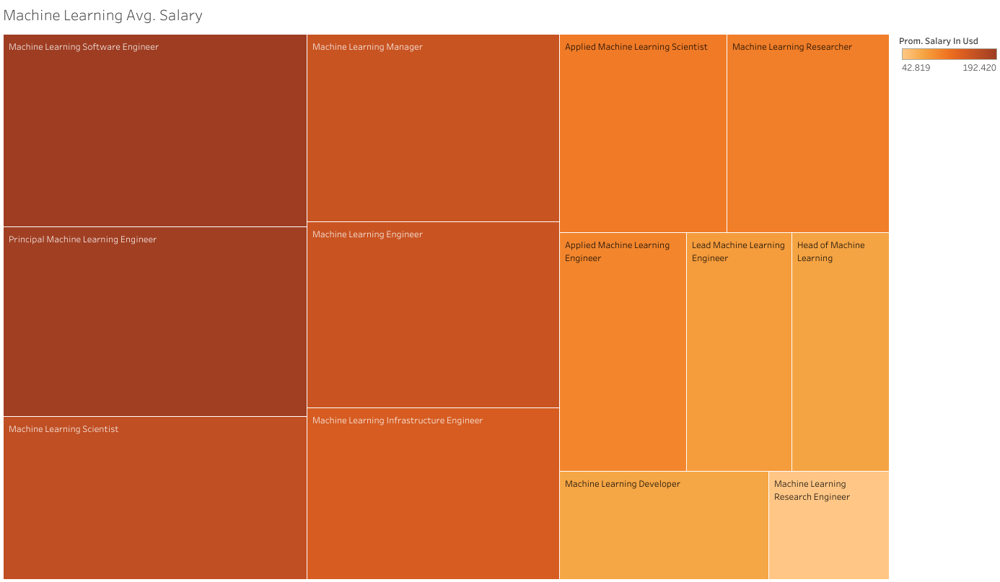 Machine Learning Avg. Salary
Machine Learning Software Engineer
Principal Machine Learning Engineer
Machine Learning Scientist
Machine Learning Manager
Machine Learning Engineer
Machine Learning Infrastructure Engineer
Applied Machine Learning Scientist
Machine Learning Researcher
Applied Machine Learning
Engineer
Lead Machine Learning
Engineer
Head of Machine
Learning
Machine Learning Developer
Machine Learning
Research Engineer
Prom. Salary In Usd
42.819 192.420